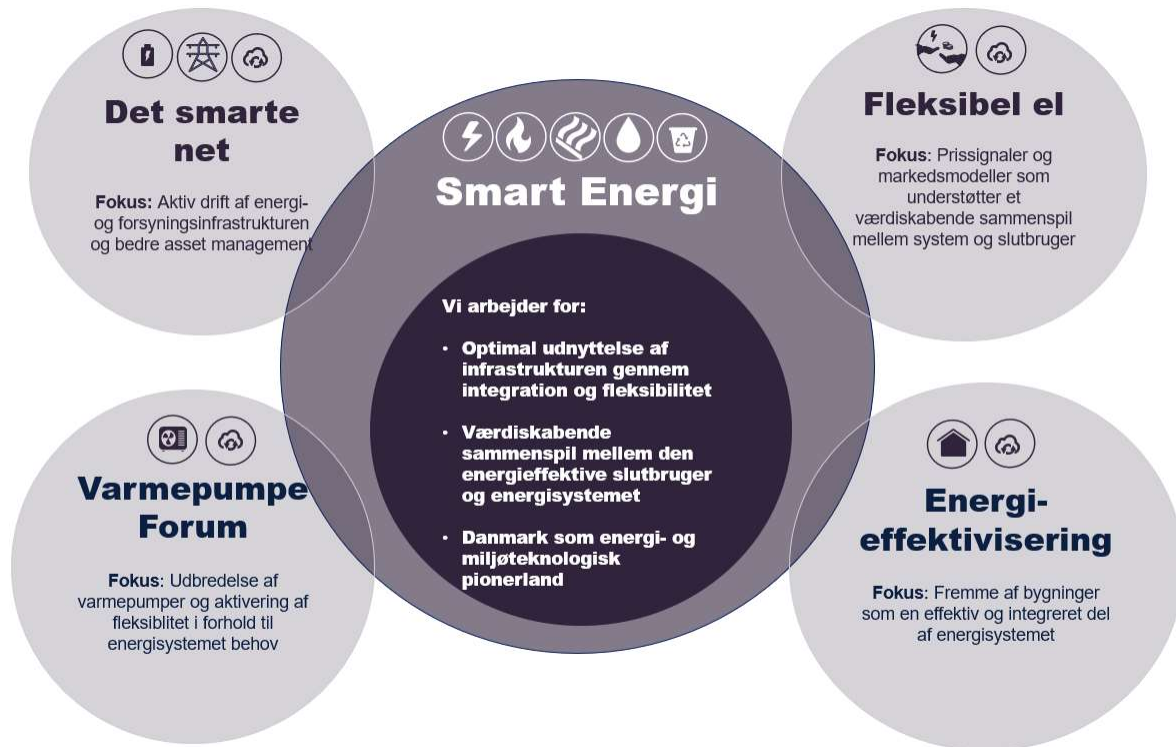 Det smarte
net
Fokus: Aktiv drift af energi-
og forsyningsinfrastrukturen
og bedre asset management
Fleksibel el
Fokus: Prissignaler og
markedsmodeller som
understøtter et
værdiskabende sammenspil
mellem system og slutbruger
Smart Energi
Vi arbejder for:
• Optimal udnyttelse af
infrastrukturen gennem
integration og fleksibilitet
• Værdiskabende
sammenspil mellem den
energieffektive slutbruger
og energisystemet
• Danmark som energi- og
miljøteknologisk
pionerland
Varmepumpe
Forum
Fokus: Udbredelse af
varmepumper og aktivering af
fleksiblitet i forhold til
energisystemet behov
Energi-
effektivisering
Fokus: Fremme af bygninger
som en effektiv og integreret del
af energisystemet